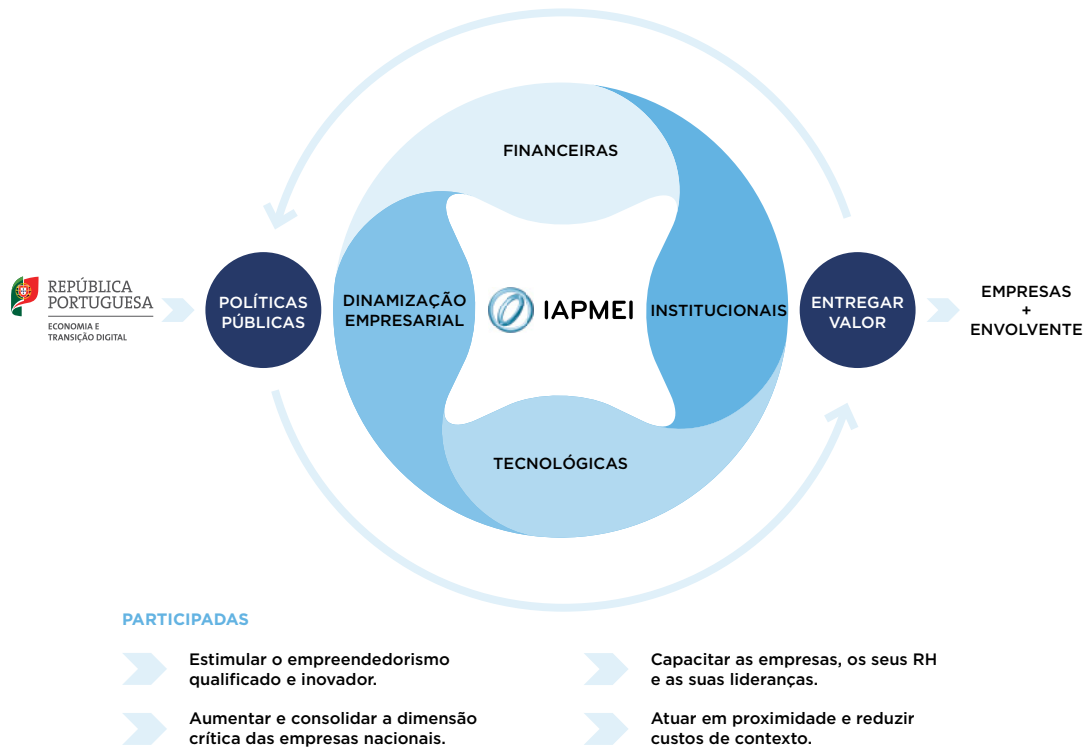 FINANCEIRAS
REPÚBLICA
PORTUGUESA
ECONOMIA E
TRANSIÇÃO DIGITAL
POLÍTICAS
PÚBLICAS
DINAMIZAÇÃO
EMPRESARIAL
IAPMEI
INSTITUCIONAIS
ENTREGAR
VALOR
EMPRESAS
+
ENVOLVENTE
TECNOLÓGICAS
PARTICIPADAS
Estimular o empreendedorismo
qualificado e inovador.
Aumentar e consolidar a dimensão
crítica das empresas nacionais.
Capacitar as empresas, os seus RH
e as suas lideranças.
Atuar em proximidade e reduzir
custos de contexto.